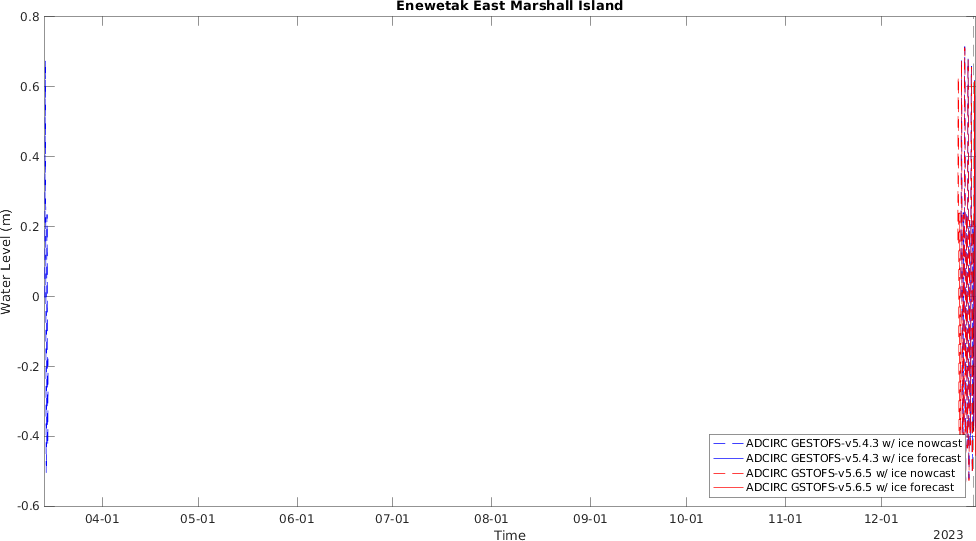 Enewetak East Marshall Island
Water Level (m)
0.8
0.6
0.4
0.2
0
-0.2
-0.4
-0.6
ADCIRC GESTOFS-v5.4.3 w/ ice nowcast
ADCIRC GESTOFS-v5.4.3 w/ ice forecast
ADCIRC GSTOFS-v5.6.5 w/ ice nowcast
ADCIRC GSTOFS-v5.6.5 w/ ice forecast
04-01 05-01 06-01 07-01 08-01 09-01 10-01 11-01 12-01
Time
2023